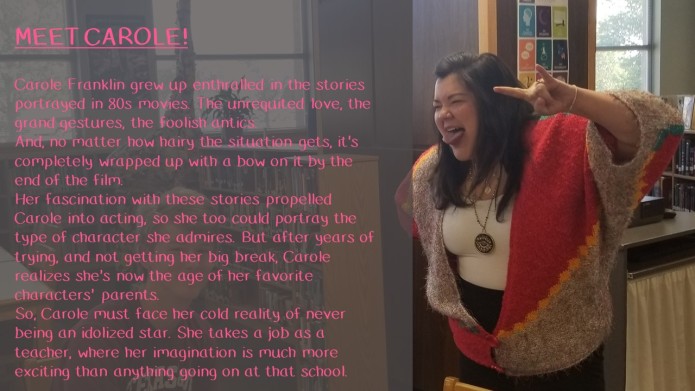 MEET CAROLE!
Carole Franklin grew up enthralled in the stories
portrayed in 80s movies. The unrequited love, the
grand gestures, the foolish antics.
And, no matter how hairy the situation gets, it's
completely wrapped up with a bow on it by the
end of the film.
Her fascination with these stories propelled
Carole into acting, so she too could portray the
type of character she admires. But after years of
trying, and not getting her big break, Carole
realizes she's now the age of her favorite
characters' parents.
So, Carole must face her cold reality of never
being an idolized star. She takes a job as a
teacher, where her imagination is much more
exciting than anything going on at that school.